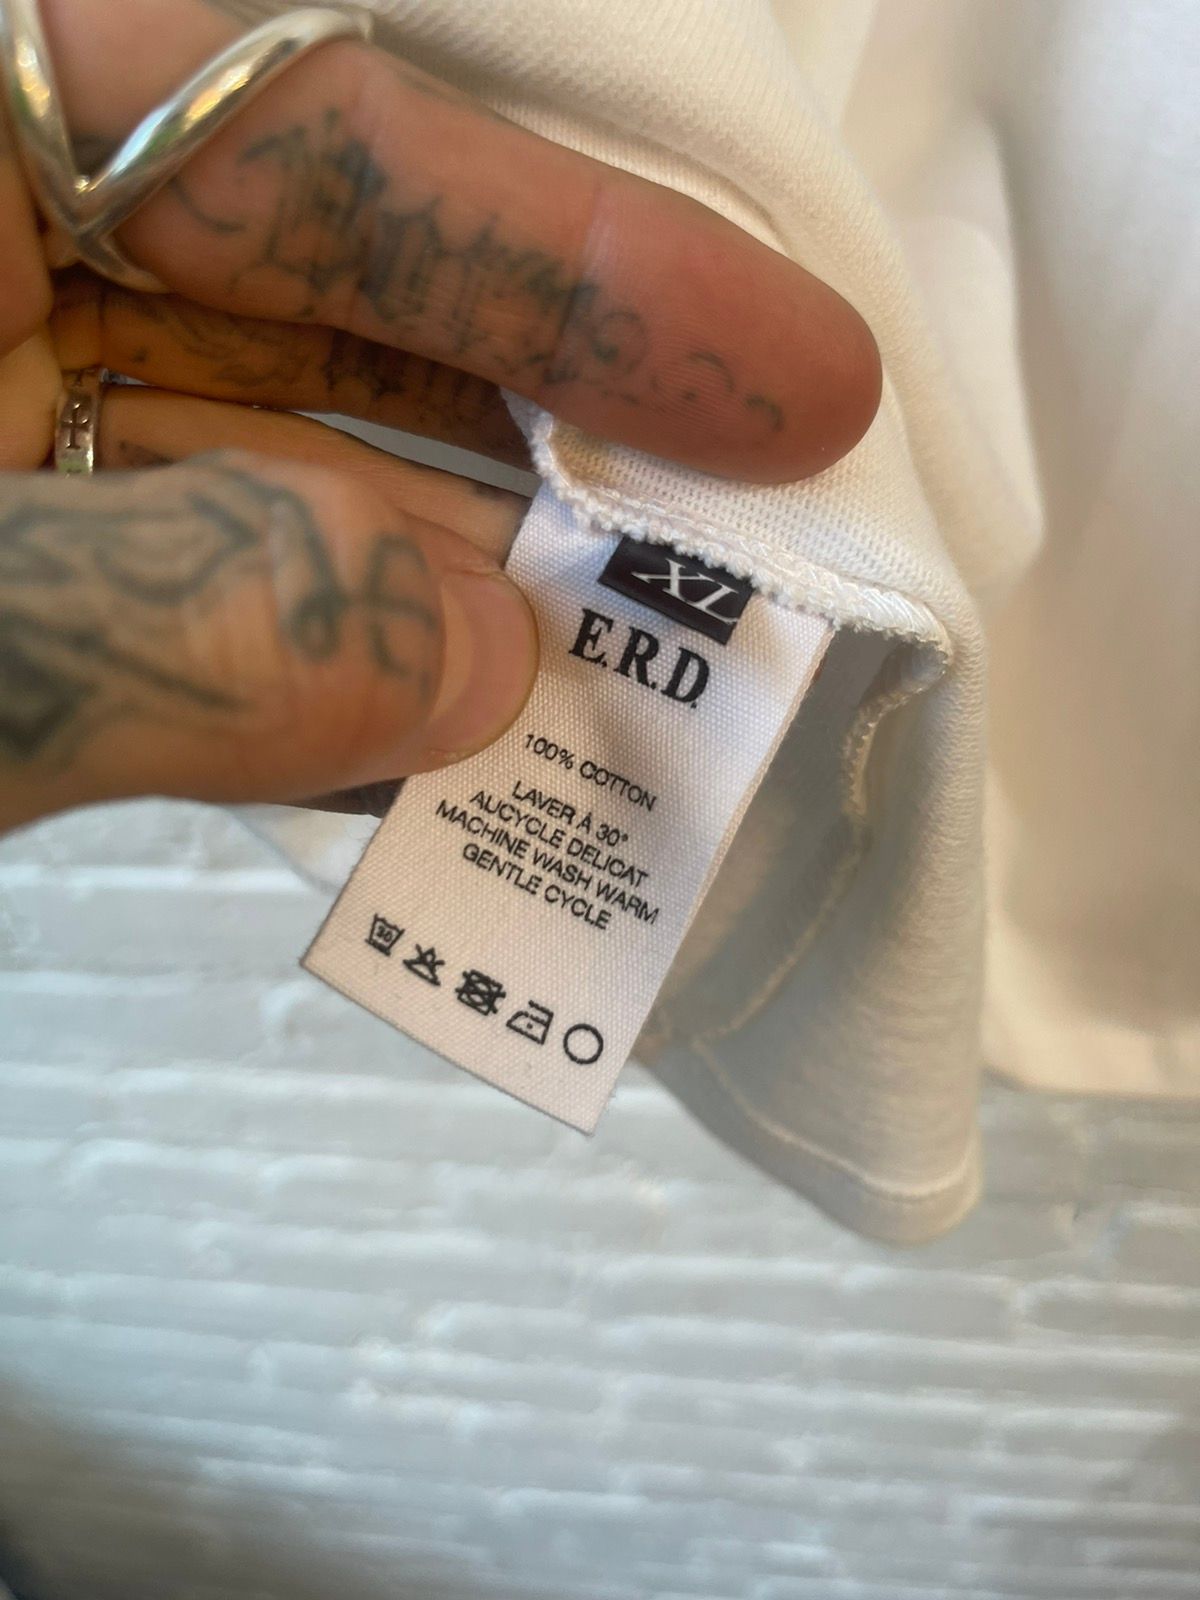 XL
E.R.D.
100% COTTON
LAVER À 30°
AUCYCLE DELICAT
MACHINE WASH WARM
GENTLE CYCLE
30